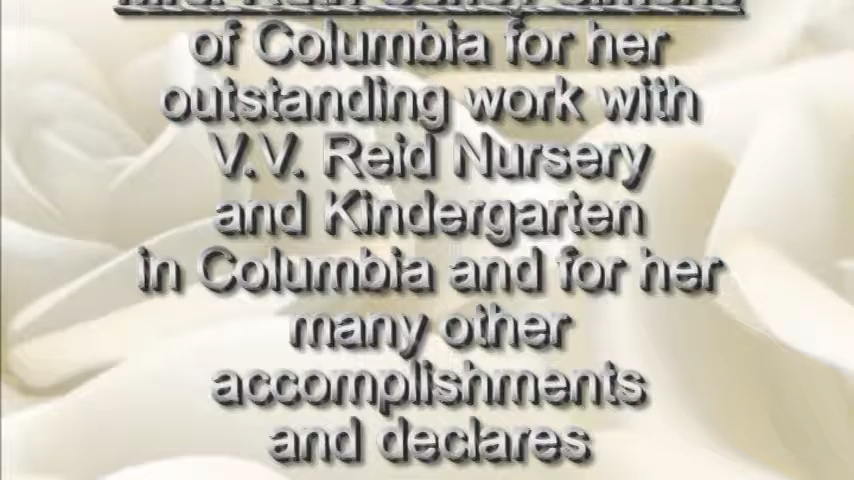 of Columbia for her
outstanding work with
V.V. Reid Nursery
and Kindergarten
in Columbia and for her
many other
accomplishments
and declares